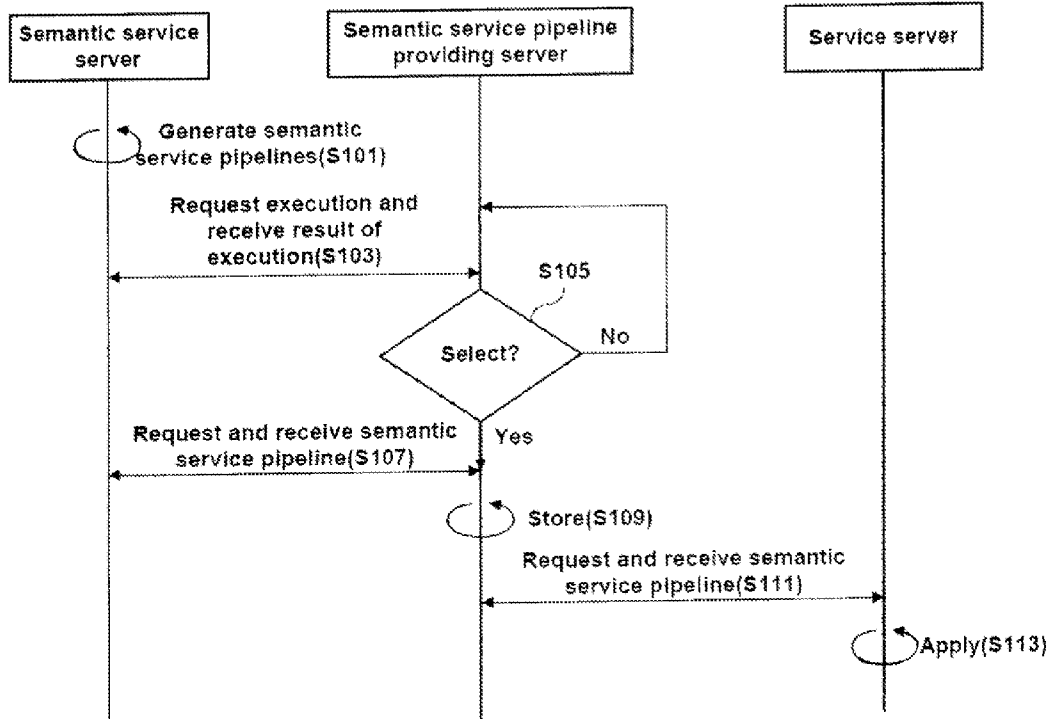 Semantic service
server
Semantic service pipeline
providing server
Service server
Generate semantic
service pipelines(S101)
Request execution and
receive result of
execution(S103)
S105
Select?
No
Yes
Request and receive semantic
service pipeline(S107)
Store(S109)
Request and receive semantic
service pipeline(S111)
Apply(S113)